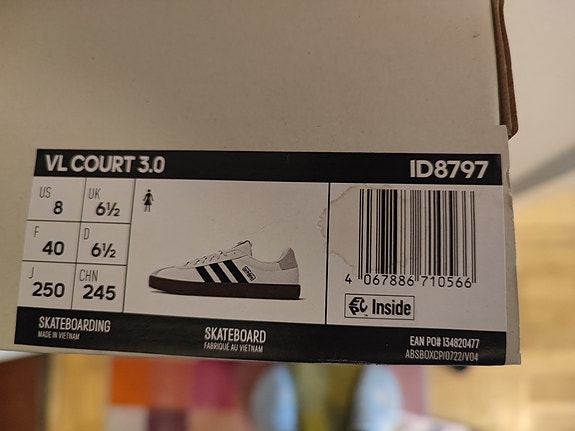 VL COURT 3.0
ID8797
US 8
UK 6½
F 40
D 6½
J 250
CHN 245
4 067886 710566
Inside
SKATEBOARDING
MADE IN VIETNAM
SKATEBOARD
FABRIQUÉ AU VIETNAM
EAN PO# 134820477
ABSBOXCP/0722/V04